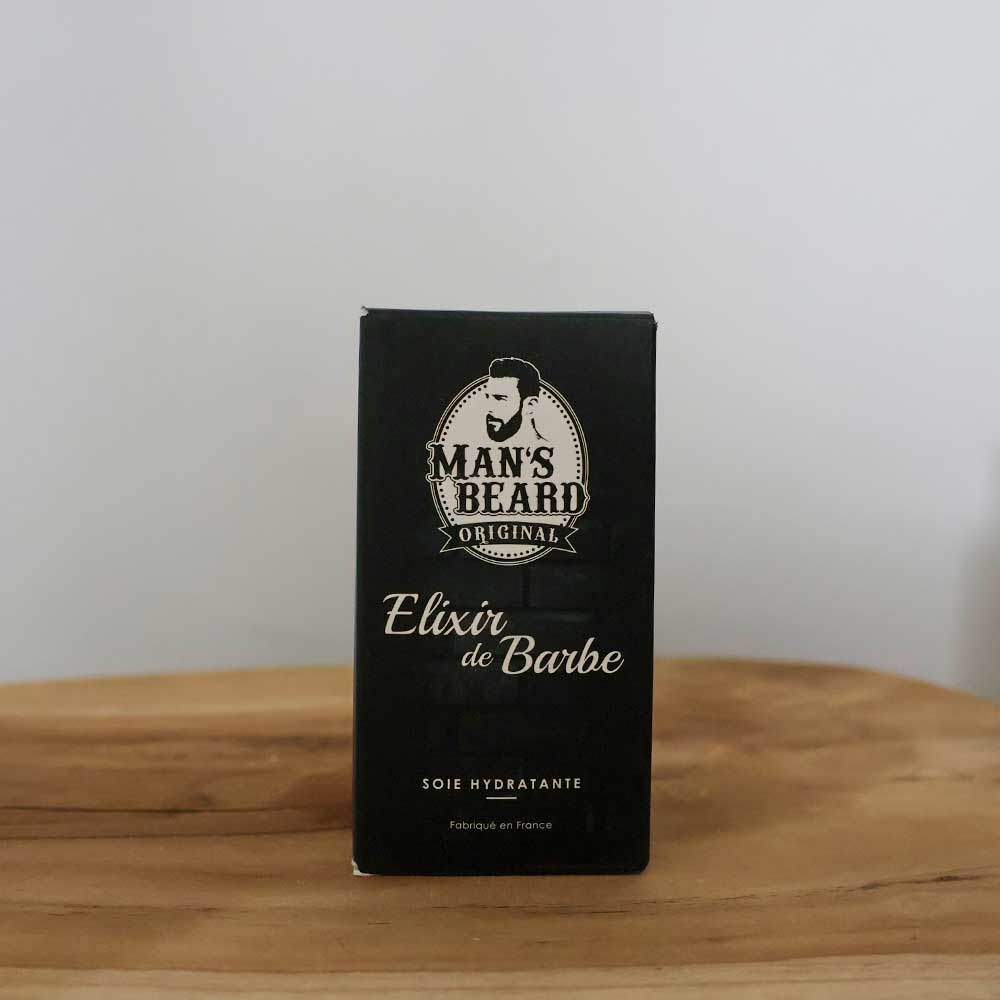 MAN'S
BEARD
ORIGINAL
Elixir
de Barbe
SOIE HYDRATANTE
Fabriqué en France